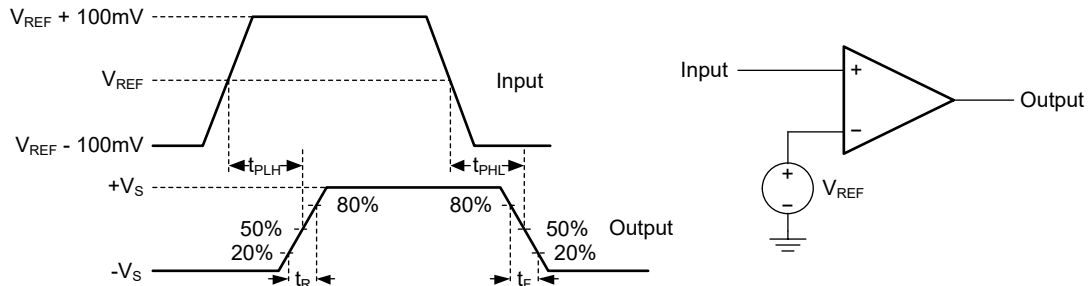 V_REF + 100mV
V_REF
V_REF - 100mV
Input
t_PLH
t_PHL
+V_S
80%
80%
50%
50%
20%
20%
Output
-V_S
t_R
t_F
Input
+
−
Output
+
−
V_REF